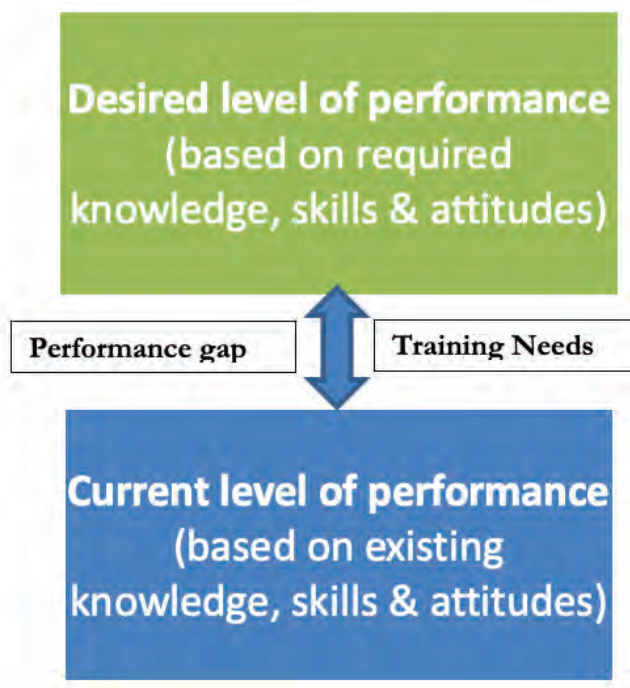 Desired level of performance
(based on required
knowledge, skills & attitudes)
Performance gap
Training Needs
Current level of performance
(based on existing
knowledge, skills & attitudes)